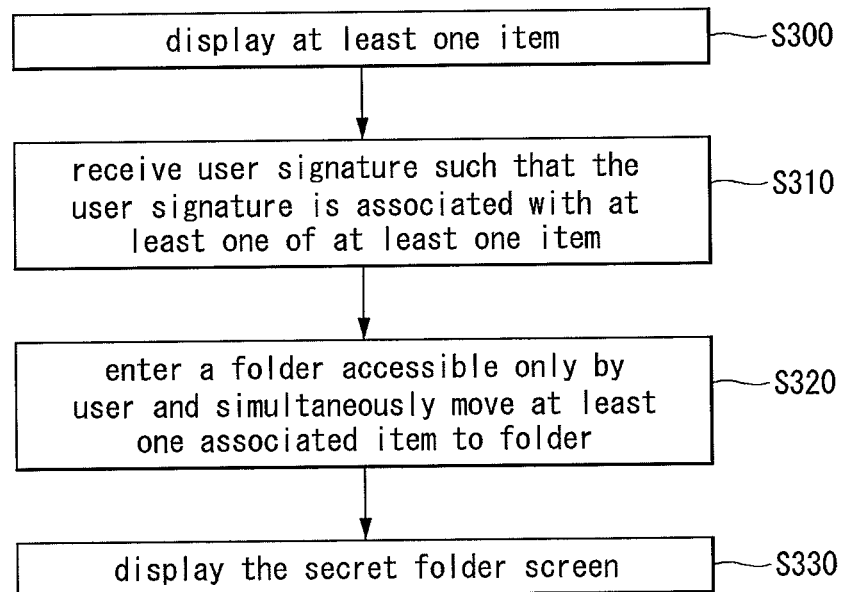 display at least one item
S300
receive user signature such that the
user signature is associated with at
least one of at least one item
S310
enter a folder accessible only by
user and simultaneously move at least
one associated item to folder
S320
display the secret folder screen
S330